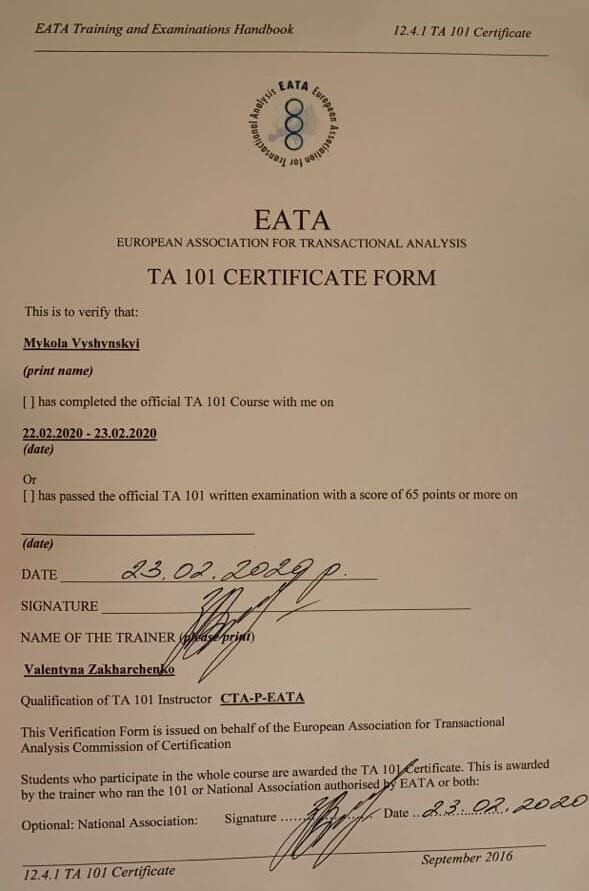 EATA Training and Examinations Handbook 12.4.1 TA 101 Certificate
EATA European Association for Transactional Analysis
EATA
EUROPEAN ASSOCIATION FOR TRANSACTIONAL ANALYSIS
TA 101 CERTIFICATE FORM
This is to verify that:
Mykola Vyshynskyi
(print name)
[ ] has completed the official TA 101 Course with me on
22.02.2020 - 23.02.2020
(date)
Or
[ ] has passed the official TA 101 written examination with a score of 65 points or more on
(date)
DATE 23.02.2020 р.
SIGNATURE
NAME OF THE TRAINER (please print)
Valentyna Zakharchenko
Qualification of TA 101 Instructor CTA-P-EATA
This Verification Form is issued on behalf of the European Association for Transactional
Analysis Commission of Certification
Students who participate in the whole course are awarded the TA 101 Certificate. This is awarded
by the trainer who ran the 101 or National Association authorised by EATA or both:
Optional: National Association: Signature ........ Date ..23.02.2020
12.4.1 TA 101 Certificate September 2016